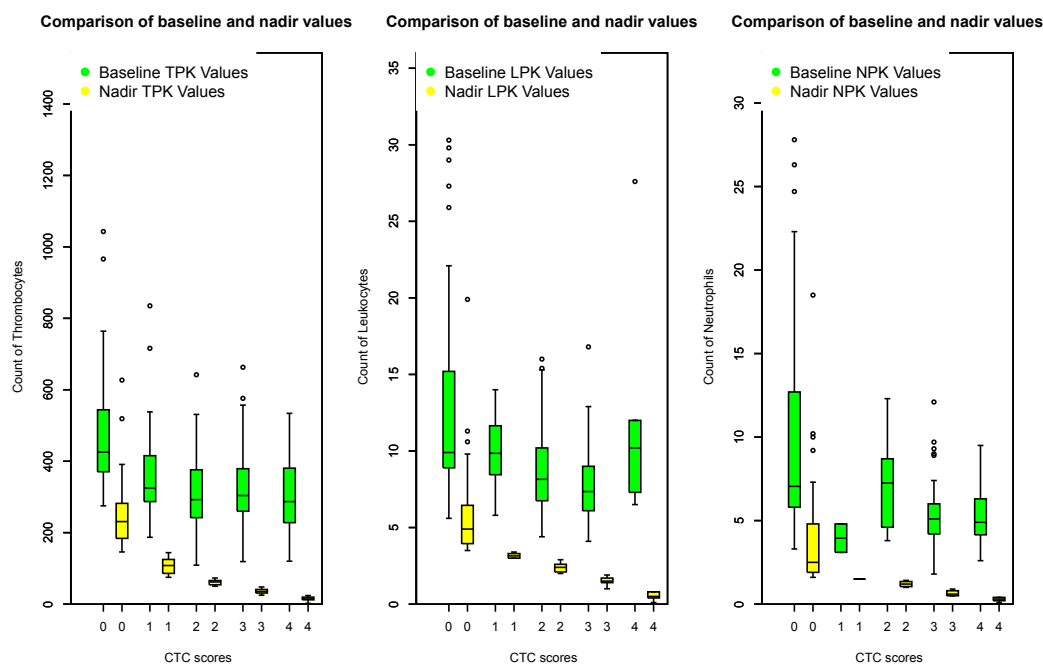 Comparison of baseline and nadir values
Baseline TPK Values
Nadir TPK Values
Count of Thrombocytes
0
200
400
600
800
1000
1200
1400
0 0 1 1 2 2 3 3 4 4
CTC scores
Comparison of baseline and nadir values
Baseline LPK Values
Nadir LPK Values
Count of Leukocytes
0
5
10
15
20
25
30
35
0 0 1 1 2 2 3 3 4 4
CTC scores
Comparison of baseline and nadir values
Baseline NPK Values
Nadir NPK Values
Count of Neutrophils
0
5
10
15
20
25
30
0 0 1 1 2 2 3 3 4 4
CTC scores